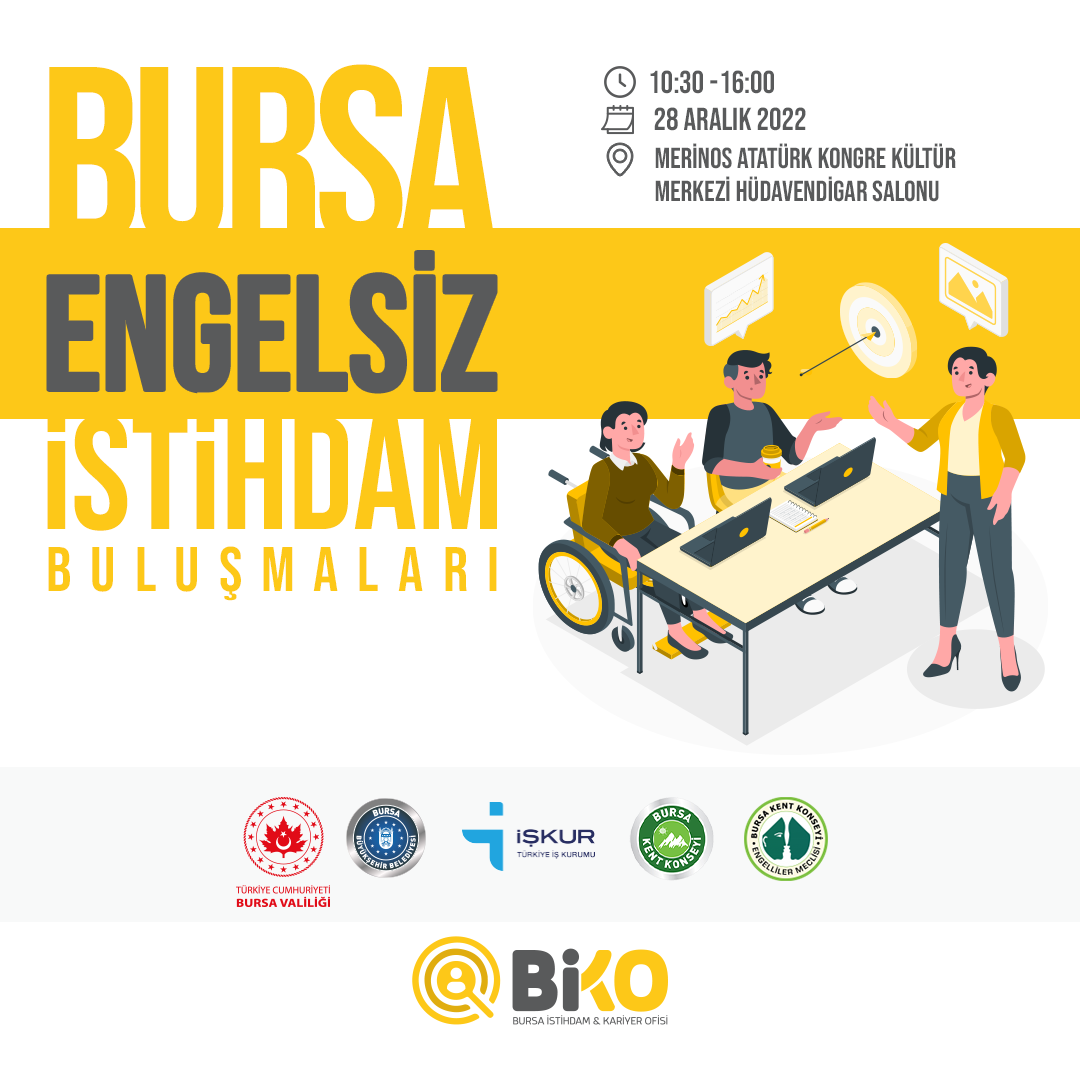 BURSA
ENGELSİZ
İSTİHDAM
BULUŞMALARI
10:30 -16:00
28 ARALIK 2022
MERİNOS ATATÜRK KONGRE KÜLTÜR
MERKEZİ HÜDAVENDİGAR SALONU
TÜRKİYE CUMHURİYETİ
BURSA VALİLİĞİ
BURSA
BÜYÜKŞEHİR BELEDİYESİ
İŞKUR
TÜRKİYE İŞ KURUMU
BURSA
KENT KONSEYİ
BURSA KENT KONSEYİ
ENGELLİLER MECLİSİ
BİKO
BURSA İSTİHDAM & KARİYER OFİSİ